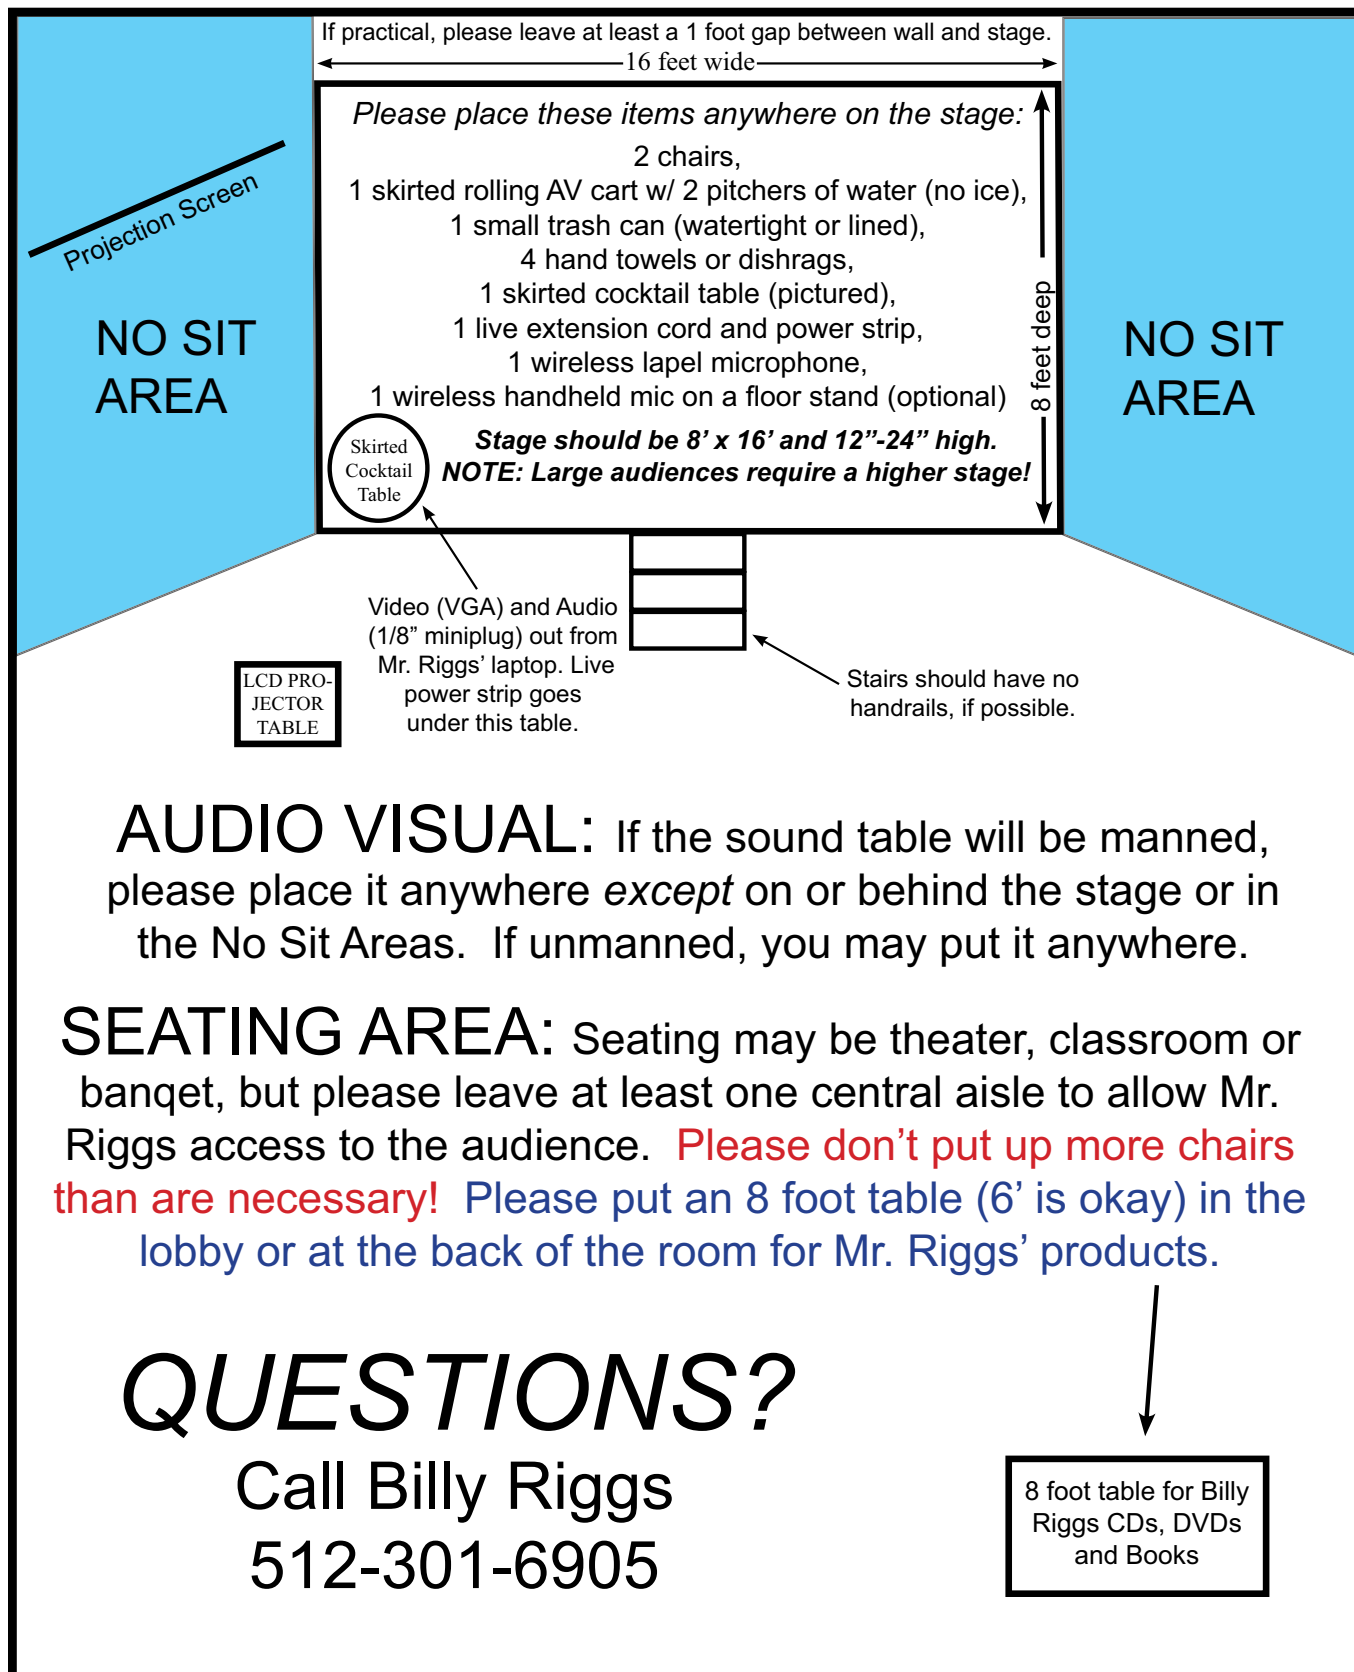 If practical, please leave at least a 1 foot gap between wall and stage.
16 feet wide
Please place these items anywhere on the stage:
2 chairs,
1 skirted rolling AV cart w/ 2 pitchers of water (no ice),
1 small trash can (watertight or lined),
4 hand towels or dishrags,
1 skirted cocktail table (pictured),
1 live extension cord and power strip,
1 wireless lapel microphone,
1 wireless handheld mic on a floor stand (optional)
Stage should be 8’ x 16’ and 12”-24” high.
NOTE: Large audiences require a higher stage!
8 feet deep
Projection Screen
NO SIT
AREA
NO SIT
AREA
Skirted
Cocktail
Table
Video (VGA) and Audio
(1/8” miniplug) out from
Mr. Riggs’ laptop. Live
power strip goes
under this table.
Stairs should have no
handrails, if possible.
LCD PRO-
JECTOR
TABLE
AUDIO VISUAL: If the sound table will be manned,
please place it anywhere except on or behind the stage or in
the No Sit Areas.  If unmanned, you may put it anywhere.
SEATING AREA: Seating may be theater, classroom or
banqet, but please leave at least one central aisle to allow Mr.
Riggs access to the audience.  Please don’t put up more chairs
than are necessary!  Please put an 8 foot table (6’ is okay) in the
lobby or at the back of the room for Mr. Riggs’ products.
QUESTIONS?
Call Billy Riggs
512-301-6905
8 foot table for Billy
Riggs CDs, DVDs
and Books